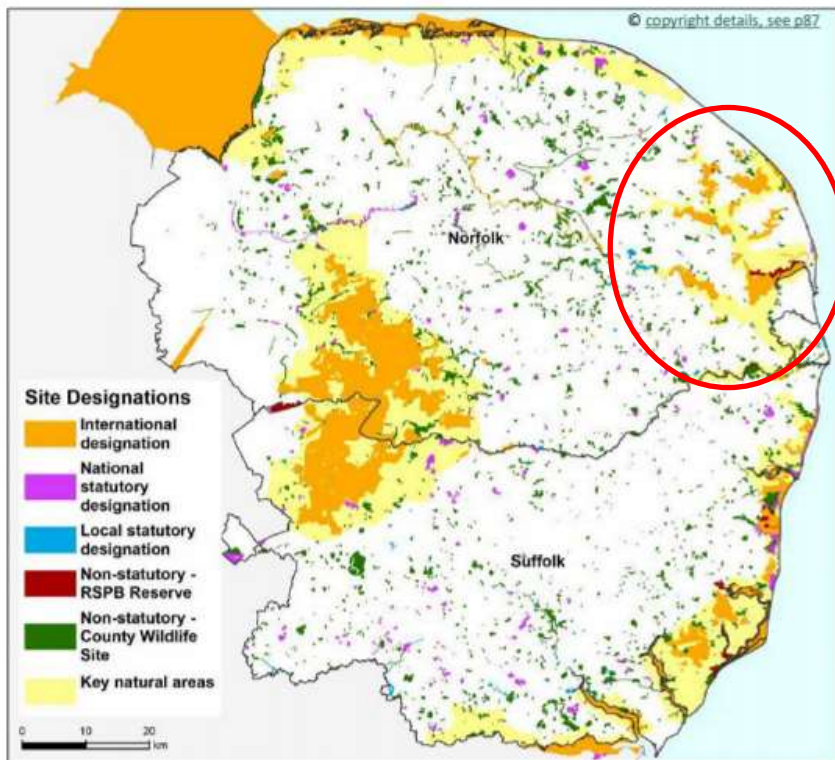 © copyright details, see p87
Norfolk
Suffolk
Site Designations
International
designation
National
statutory
designation
Local statutory
designation
Non-statutory -
RSPB Reserve
Non-statutory -
County Wildlife
Site
Key natural areas
0 10 20
km